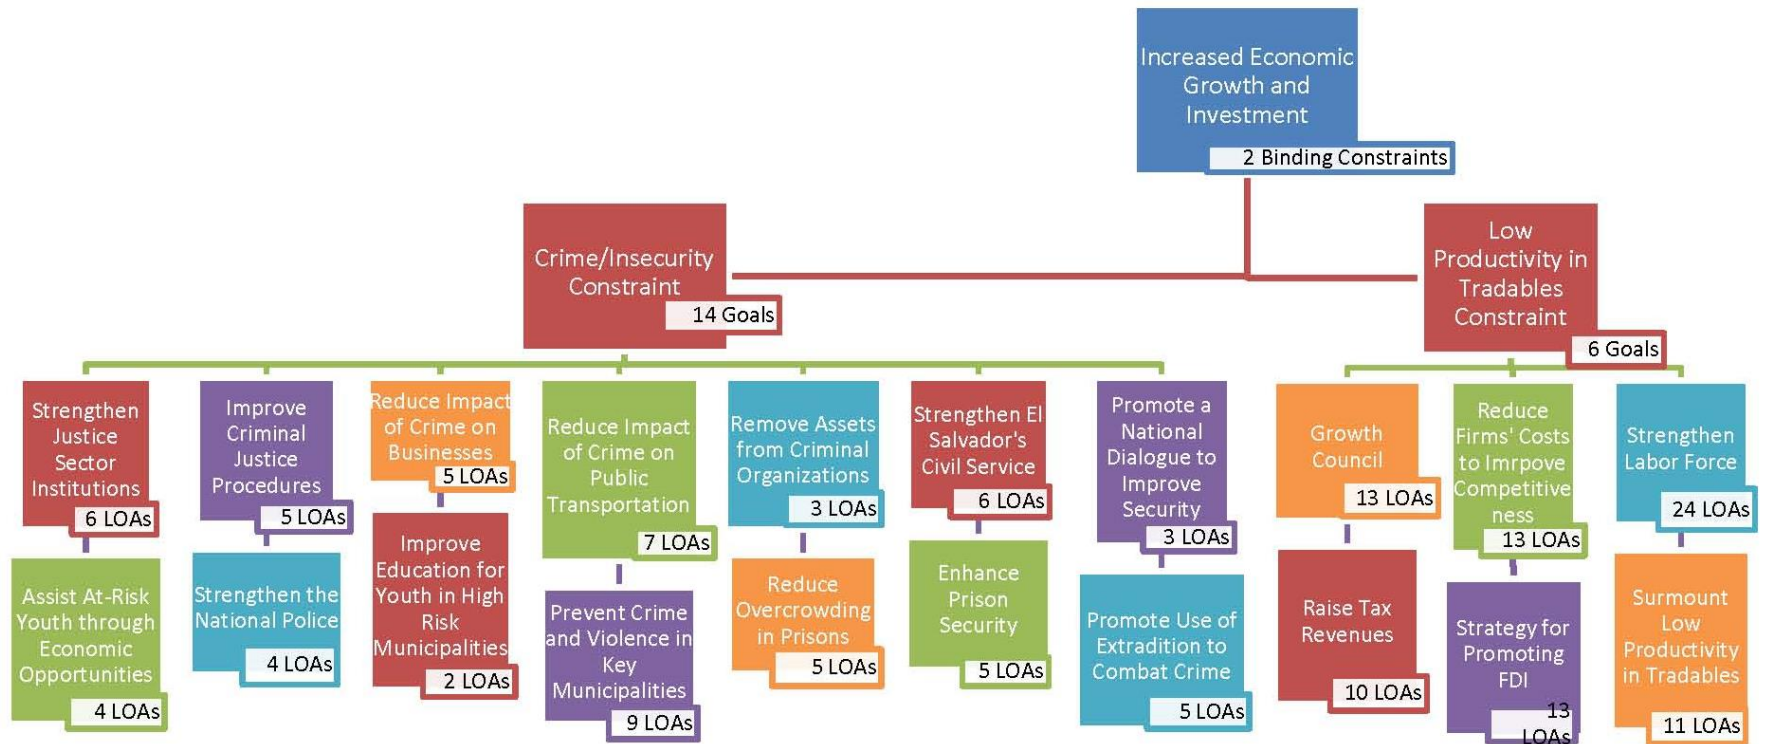 Increased Economic
Growth and
Investment
2 Binding Constraints
Crime/Insecurity
Constraint
14 Goals
Low
Productivity in
Tradables
Constraint
6 Goals
Strengthen
Justice
Sector
Institutions
6 LOAs
Improve
Criminal
Justice
Procedures
5 LOAs
Reduce Impact
of Crime on
Businesses
5 LOAs
Reduce Impact
of Crime on
Public
Transportation
7 LOAs
Remove Assets
from Criminal
Organizations
3 LOAs
Strengthen El
Salvador's
Civil Service
6 LOAs
Promote a
National
Dialogue to
Improve
Security
3 LOAs
Growth
Council
13 LOAs
Reduce
Firms' Costs
to Imrpove
Competitive
ness
13 LOAs
Strengthen
Labor Force
24 LOAs
Assist At-Risk
Youth through
Economic
Opportunities
4 LOAs
Strengthen the
National Police
4 LOAs
Improve
Education for
Youth in High
Risk
Municipalities
2 LOAs
Prevent Crime
and Violence in
Key
Municipalities
9 LOAs
Reduce
Overcrowding
in Prisons
5 LOAs
Enhance
Prison
Security
5 LOAs
Promote Use of
Extradition to
Combat Crime
5 LOAs
Raise Tax
Revenues
10 LOAs
Strategy for
Promoting
FDI
13
LOAs
Surmount
Low
Productivity
in Tradables
11 LOAs